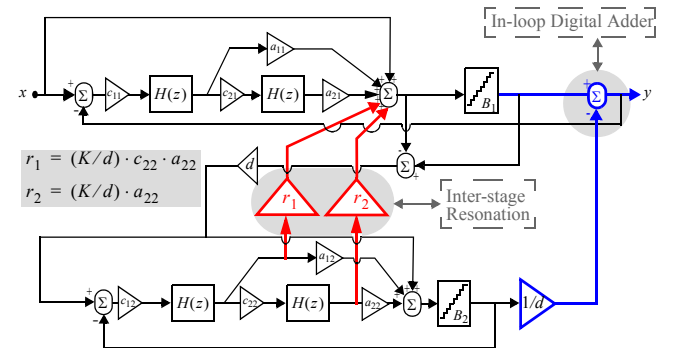 In-loop Digital Adder
a₁₁
x
+
Σ
-
c₁₁
H(z)
c₂₁
H(z)
a₂₁
+
+
+
Σ
-
-
B₁
+
Σ
-
y
r₁ = (K/d) · c₂₂ · a₂₂
r₂ = (K/d) · a₂₂
d
-
Σ
+
r₁
r₂
Inter-stage
Resonation
a₁₂
+
Σ
-
c₁₂
H(z)
c₂₂
H(z)
a₂₂
+
+
+
Σ
B₂
1/d